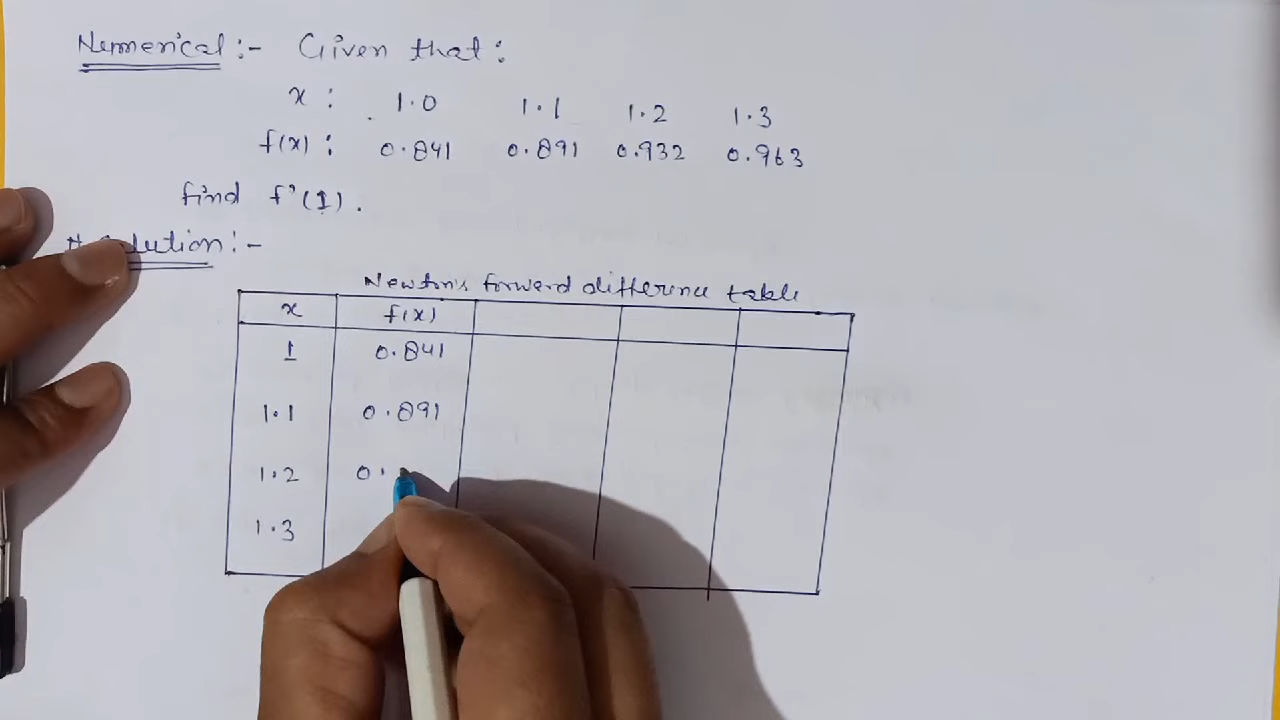 Numerical:- Given that:
x : 1.0 1.1 1.2 1.3
f(x): 0.841 0.891 0.932 0.963
find f'(1).
Newton's forward difference table
x f(x)
1 0.841
1.1 0.891
1.2 0.
1.3